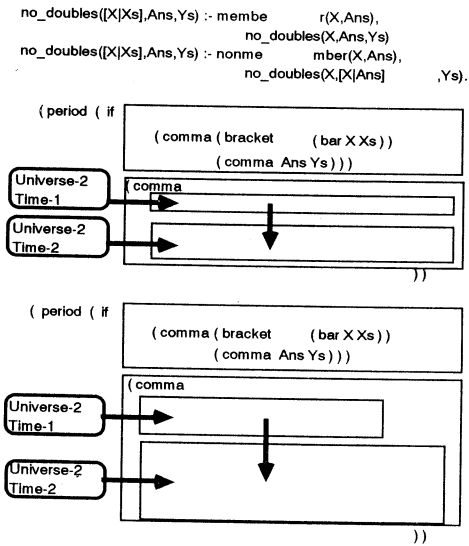 no_doubles([X|Xs],Ans,Ys) :- membe r(X,Ans),
no_doubles(X,Ans,Ys)
no_doubles([X|Xs],Ans,Ys) :- nonme mber(X,Ans),
no_doubles(X,[X|Ans] ,Ys).
( period ( if
( comma ( bracket ( bar X Xs ) )
( comma Ans Ys ) ) )
( comma
Universe-2
Time-1
Universe-2
Time-2
) )
( period ( if
( comma ( bracket ( bar X Xs ) )
( comma Ans Ys ) ) )
( comma
Universe-2
Time-1
Universe-2
Time-2
) )